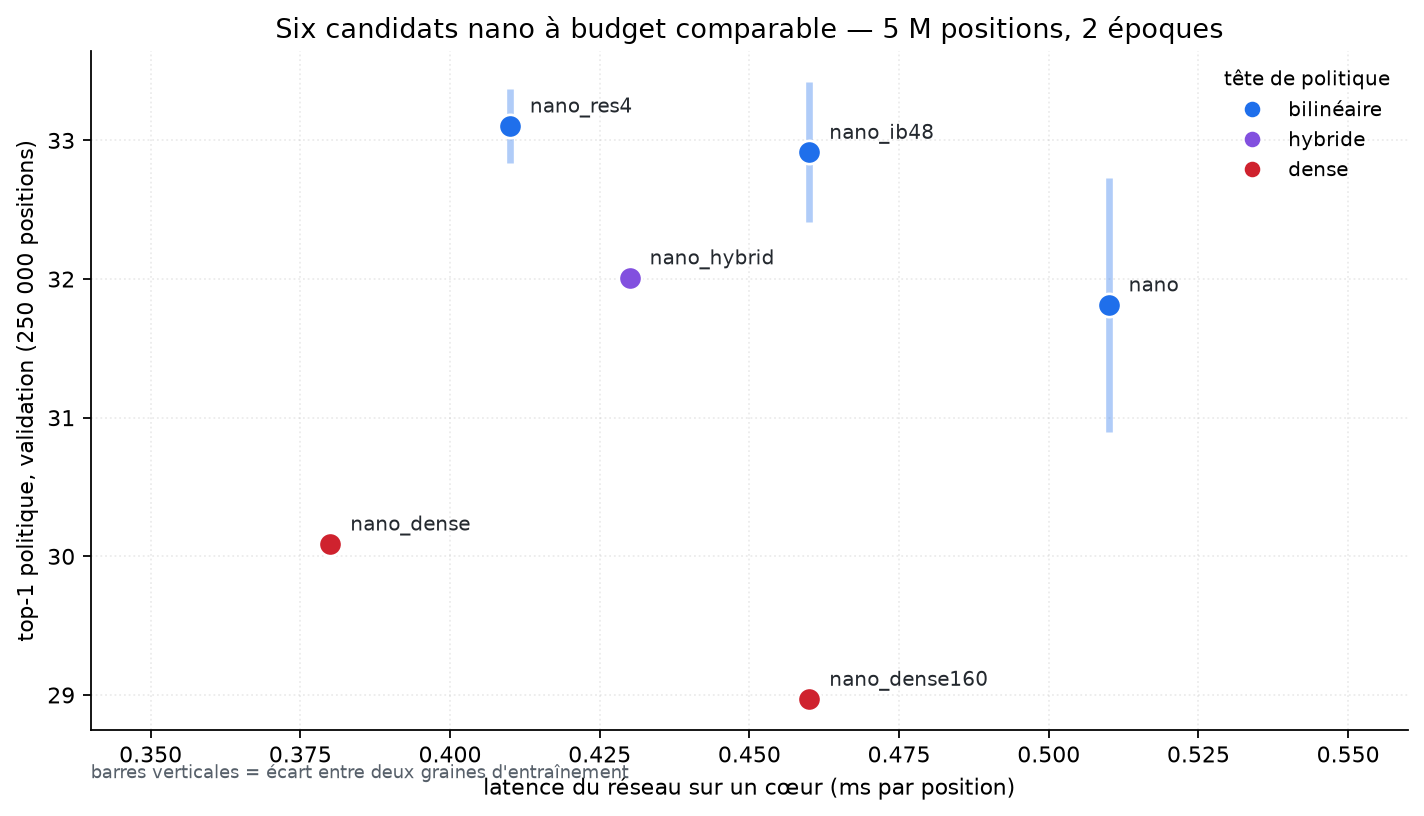 Six candidats nano à budget comparable — 5 M positions, 2 époques
tête de politique
bilinéaire
hybride
dense
nano_res4
nano_ib48
nano_hybrid
nano
nano_dense
nano_dense160
top-1 politique, validation (250 000 positions)
33
32
31
30
29
0.350 0.375 0.400 0.425 0.450 0.475 0.500 0.525 0.550
barres verticales = écart entre deux graines d'entraînement
latence du réseau sur un cœur (ms par position)